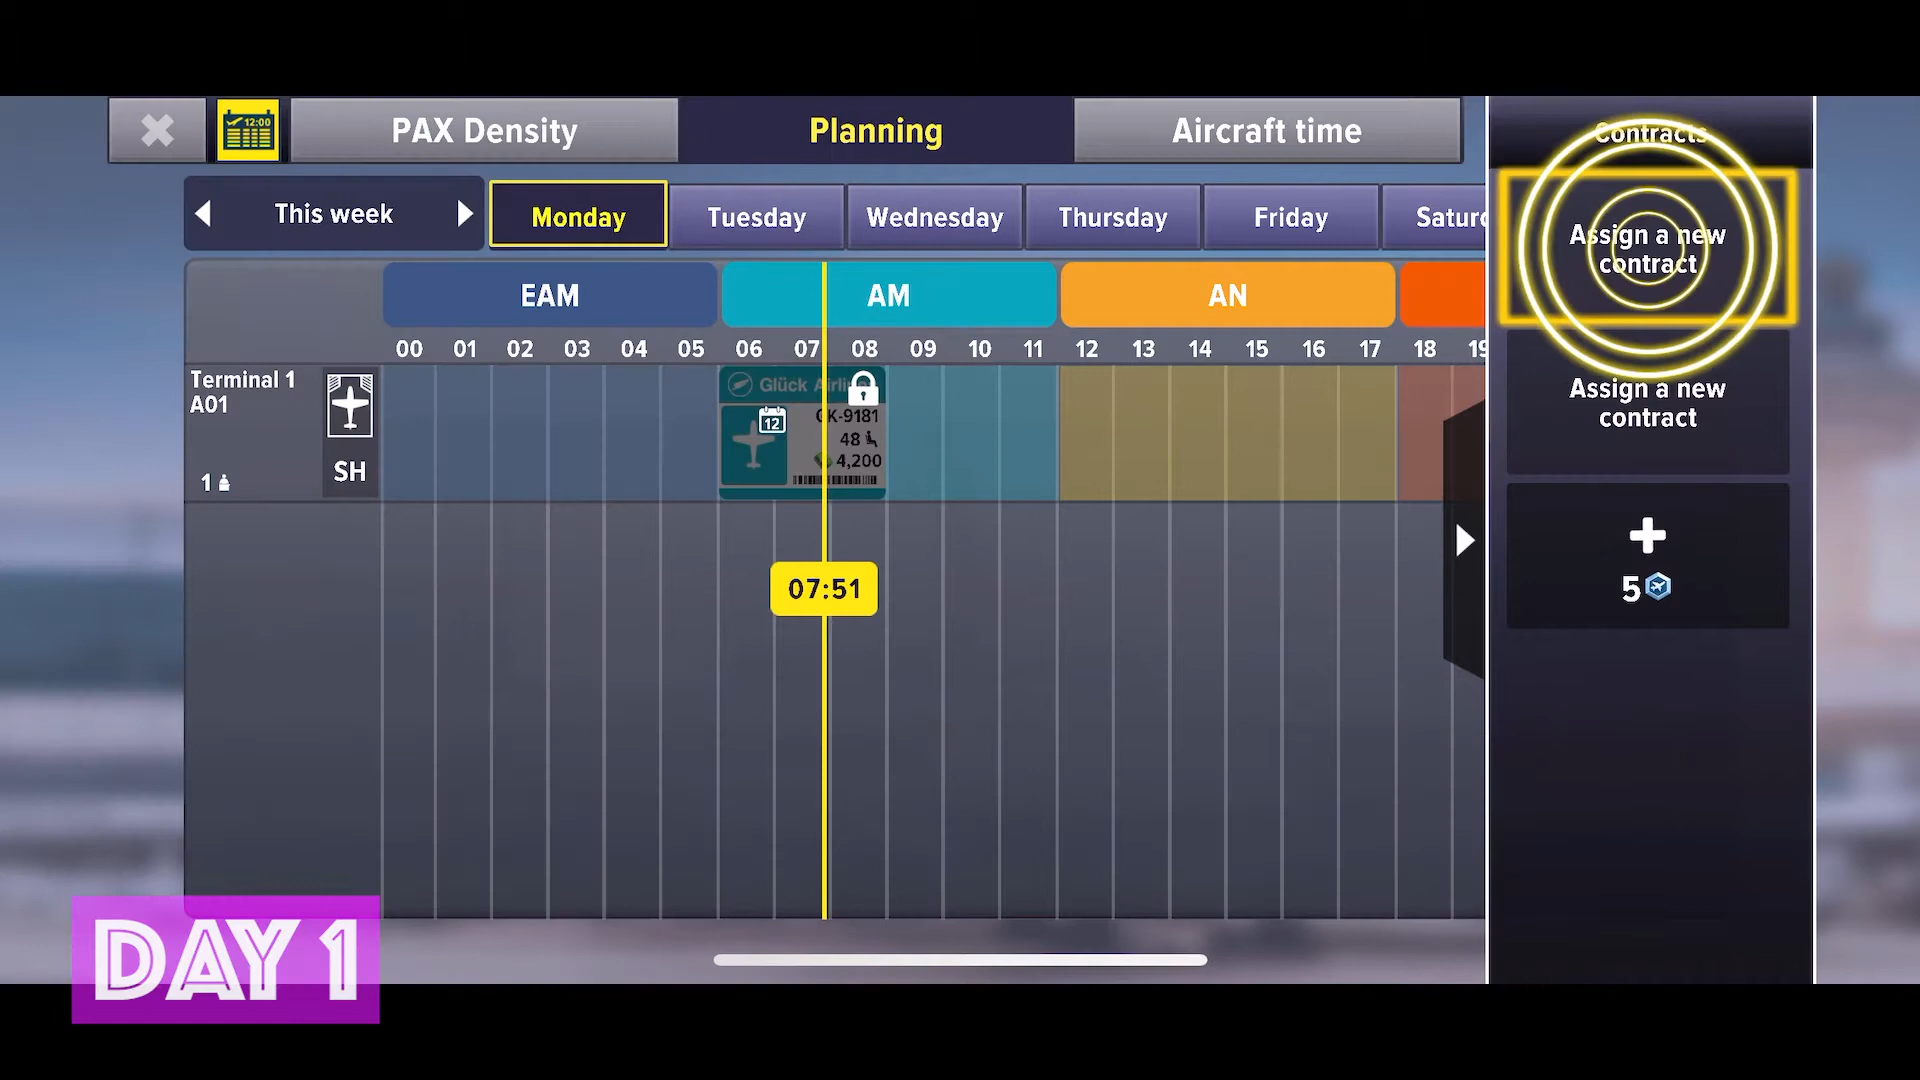 12:00
PAX Density
Planning
Aircraft time
Contracts
This week
Monday
Tuesday
Wednesday
Thursday
Friday
Assign a new
contract
EAM
AM
AN
00 01 02 03 04 05 06 07 08 09 10 11 12 13 14 15 16 17 18
Terminal 1
A01
SH
1
Glück
12
48
4,200
Assign a new
contract
5
07:51
DAY 1